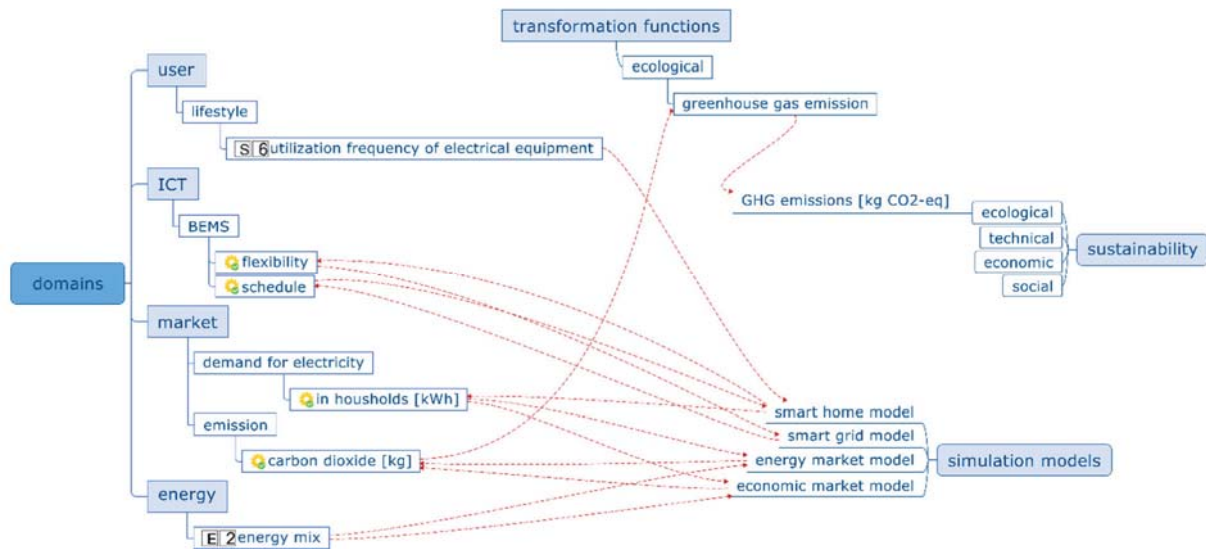 transformation functions
ecological
greenhouse gas emission
domains
user
lifestyle
S 6 utilization frequency of electrical equipment
ICT
BEMS
flexibility
schedule
market
demand for electricity
in housholds [kWh]
emission
carbon dioxide [kg]
energy
E 2 energy mix
GHG emissions [kg CO2-eq]
ecological
technical
economic
social
sustainability
smart home model
smart grid model
energy market model
economic market model
simulation models